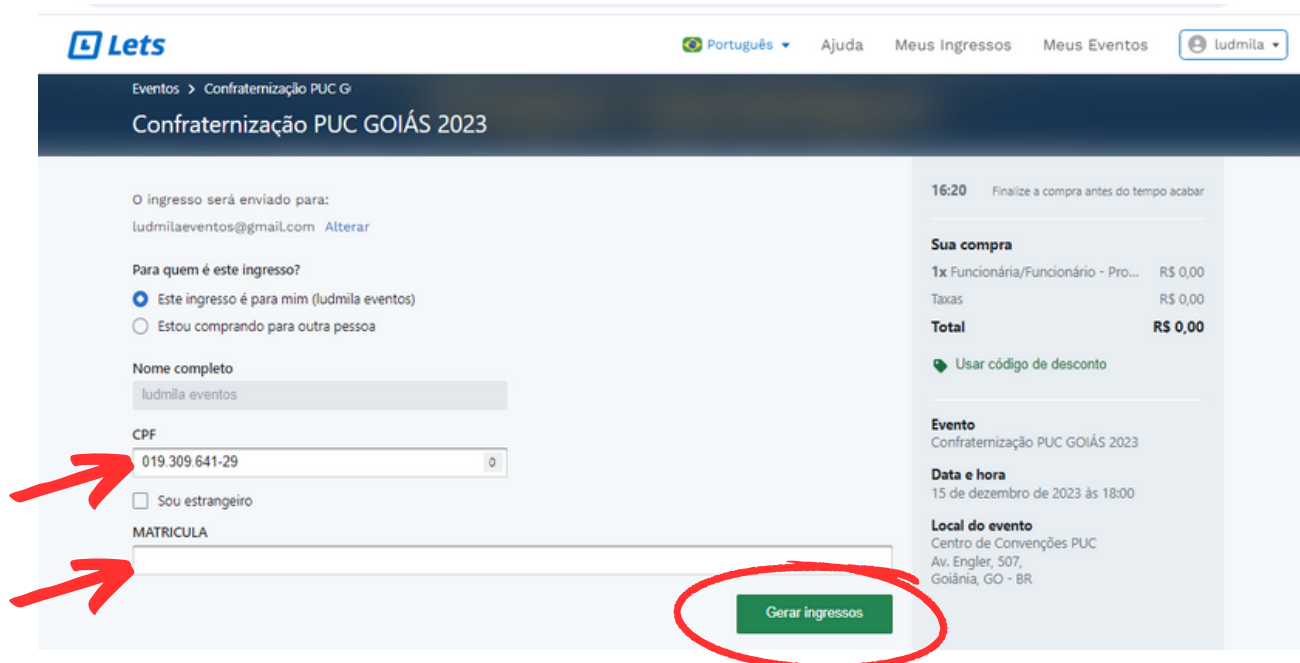 Lets
Português
Ajuda
Meus Ingressos
Meus Eventos
ludmila
Eventos > Confraternização PUC G
Confraternização PUC GOIÁS 2023
O ingresso será enviado para:
ludmilaeventos@gmail.com Alterar
Para quem é este ingresso?
Este ingresso é para mim (ludmila eventos)
Estou comprando para outra pessoa
Nome completo
ludmila eventos
CPF
019.309.641-29
Sou estrangeiro
MATRICULA
Gerar ingressos
16:20 Finalize a compra antes do tempo acabar
Sua compra
1x Funcionária/Funcionário - Pro... R$ 0,00
Taxas R$ 0,00
Total R$ 0,00
Usar código de desconto
Evento
Confraternização PUC GOIÁS 2023
Data e hora
15 de dezembro de 2023 às 18:00
Local do evento
Centro de Convenções PUC
Av. Engler, 507,
Goiânia, GO - BR